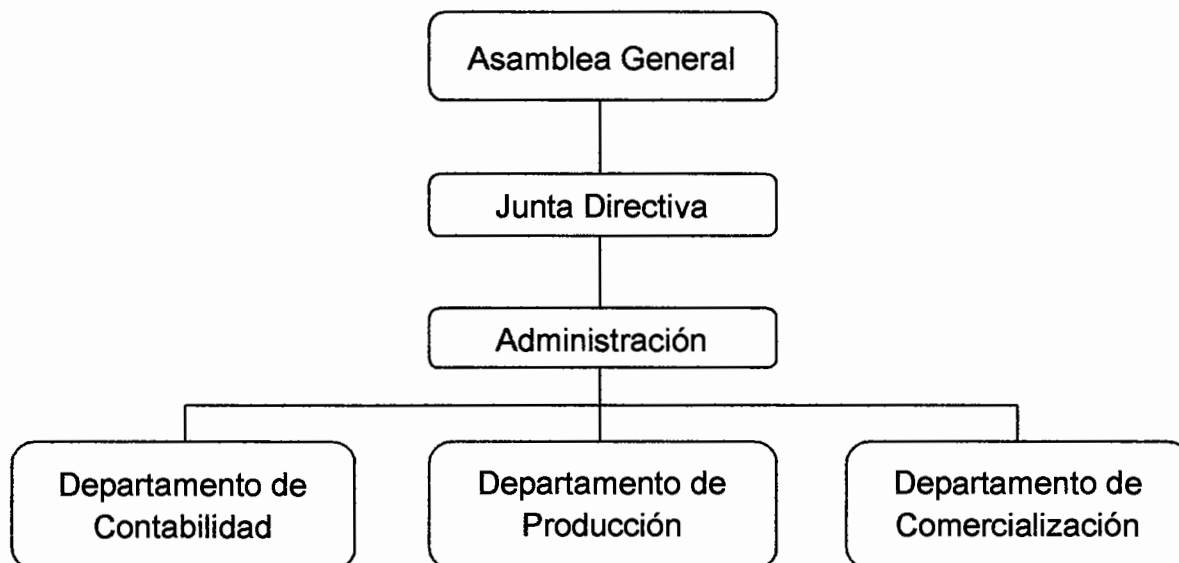 Asamblea General
Junta Directiva
Administración
Departamento de
Contabilidad
Departamento de
Producción
Departamento de
Comercialización